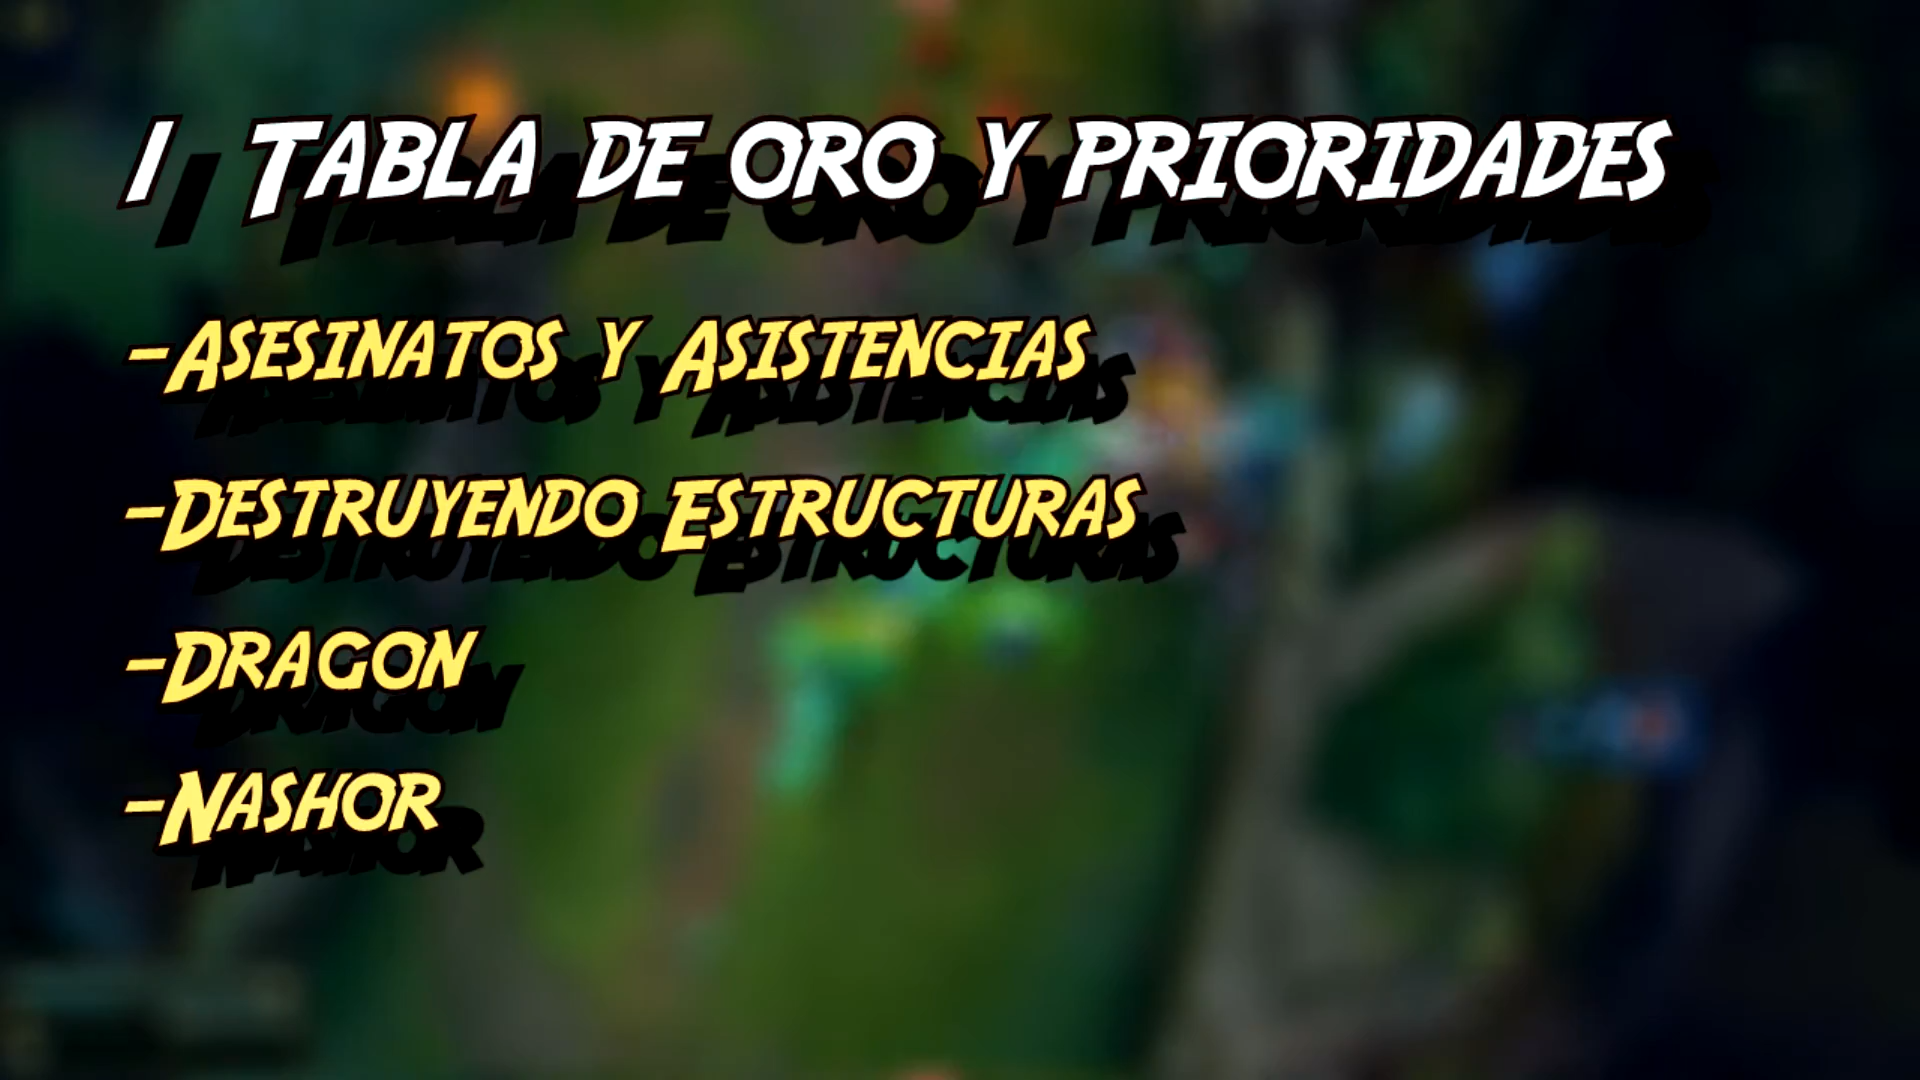 1 Tabla de oro y prioridades
-Asesinatos y Asistencias
-Destruyendo Estructuras
-Dragon
-Nashor